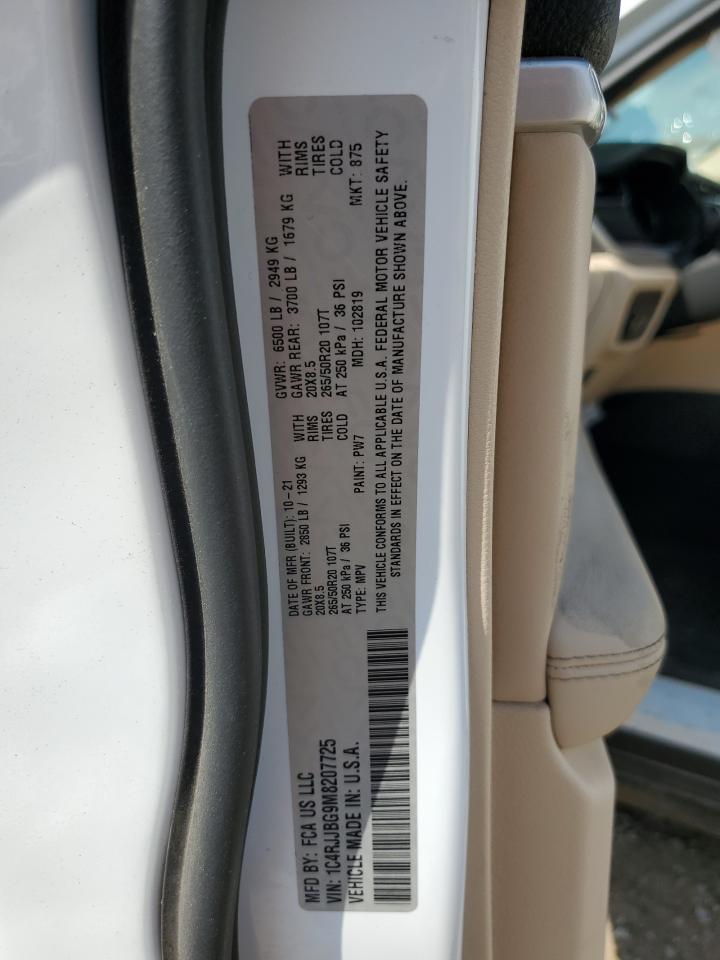 MFD BY: FCA US LLC
DATE OF MFR (BUILT): 10-21 GVWR: 6500 LB / 2949 KG
GAWR FRONT: 2850 LB / 1293 KG WITH GAWR REAR: 3700 LB / 1679 KG WITH
20X8.5 RIMS 20X8.5 RIMS
265/50R20 107T TIRES 265/50R20 107T TIRES
AT 250 kPa / 36 PSI COLD AT 250 kPa / 36 PSI COLD
VIN: 1C4RJJBG9M8207725
TYPE: MPV PAINT: PW7 MDH: 102819 MKT: 875
VEHICLE MADE IN: U.S.A.
THIS VEHICLE CONFORMS TO ALL APPLICABLE U.S.A. FEDERAL MOTOR VEHICLE SAFETY
STANDARDS IN EFFECT ON THE DATE OF MANUFACTURE SHOWN ABOVE.